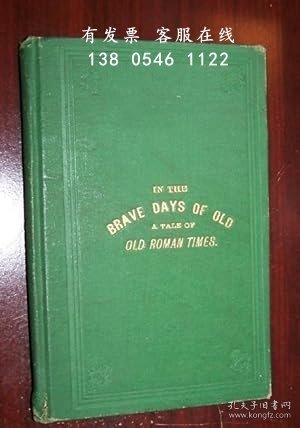 有发票 客服在线
138 0546 1122
IN THE
BRAVE DAYS OF OLD
A TALE OF
OLD ROMAN TIMES.
孔夫子旧书网
www.kongfz.com